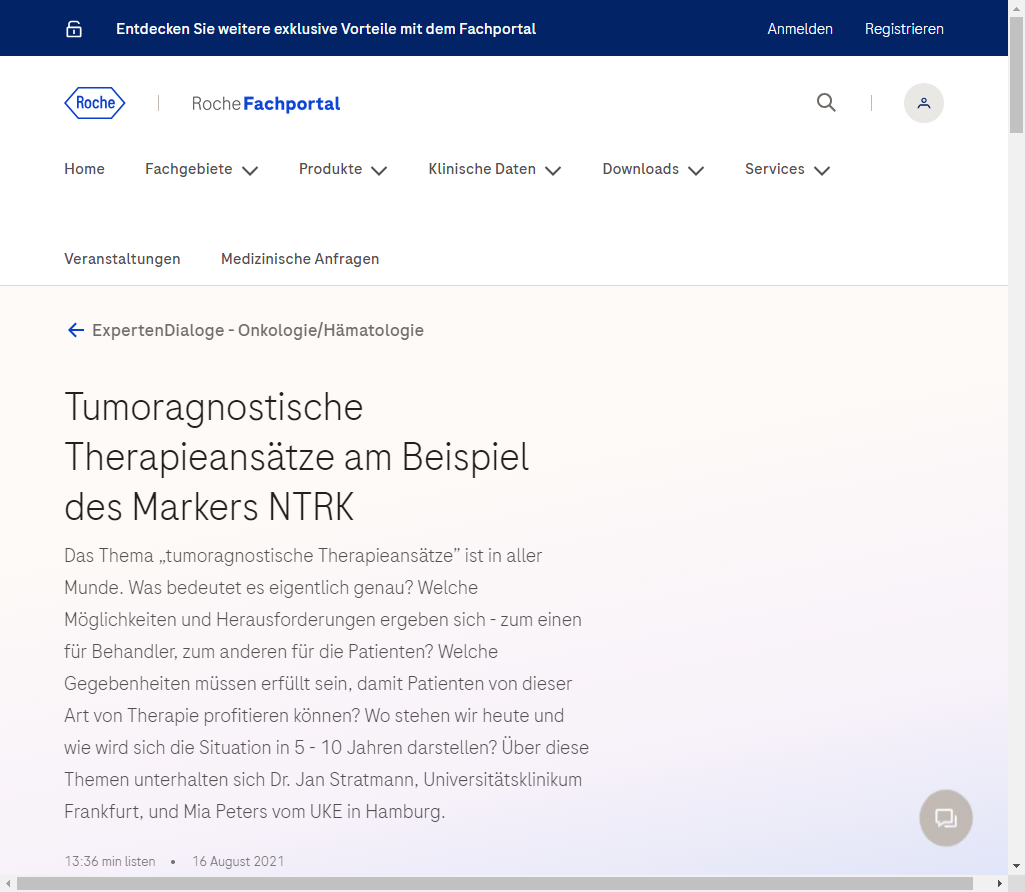 Entdecken Sie weitere exklusive Vorteile mit dem Fachportal
Anmelden
Registrieren
Roche
Roche Fachportal
Home
Fachgebiete
Produkte
Klinische Daten
Downloads
Services
Veranstaltungen
Medizinische Anfragen
ExpertenDialoge - Onkologie/Hämatologie
Tumoragnostische
Therapieansätze am Beispiel
des Markers NTRK
Das Thema „tumoragnostische Therapieansätze” ist in aller
Munde. Was bedeutet es eigentlich genau? Welche
Möglichkeiten und Herausforderungen ergeben sich - zum einen
für Behandler, zum anderen für die Patienten? Welche
Gegebenheiten müssen erfüllt sein, damit Patienten von dieser
Art von Therapie profitieren können? Wo stehen wir heute und
wie wird sich die Situation in 5 - 10 Jahren darstellen? Über diese
Themen unterhalten sich Dr. Jan Stratmann, Universitätsklinikum
Frankfurt, und Mia Peters vom UKE in Hamburg.
13:36 min listen • 16 August 2021